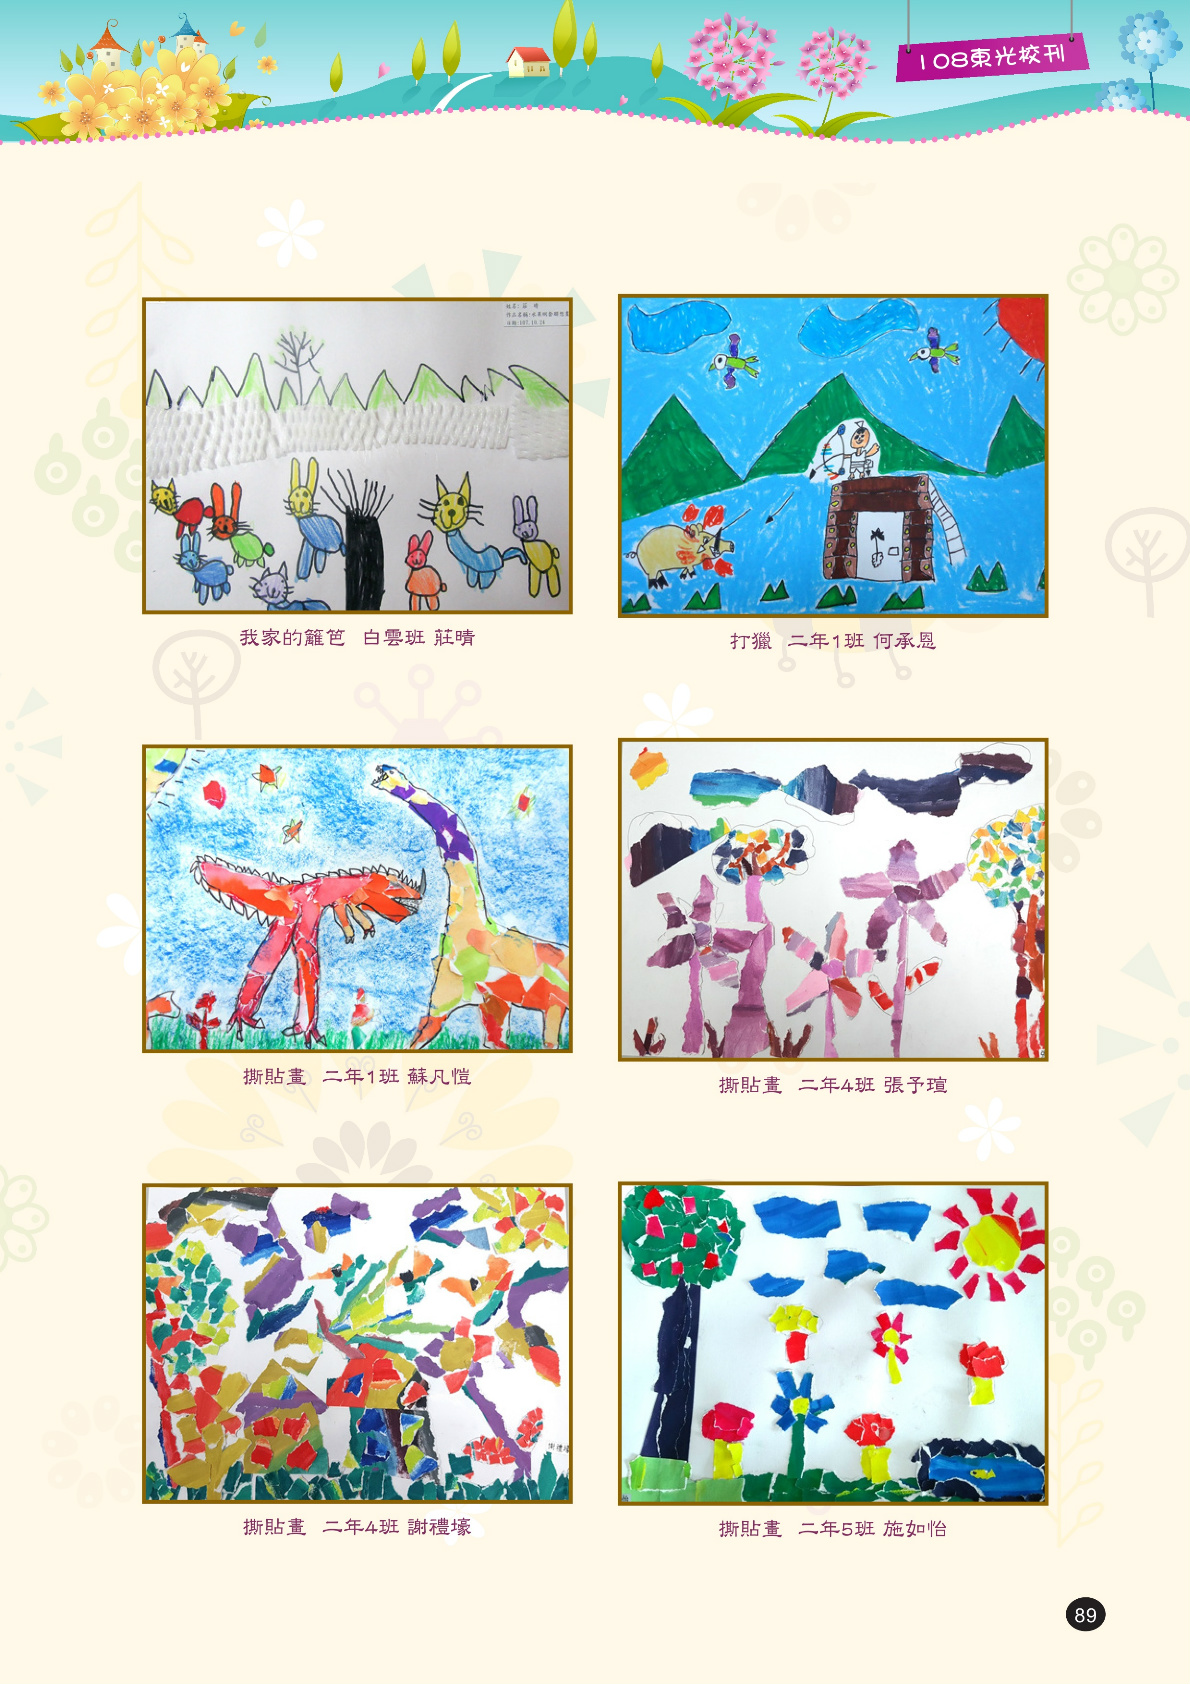 108東光校刊
我家的籬笆 白雲班 莊晴
打獵 二年1班 何承恩
撕貼畫 二年1班 蘇凡愷
撕貼畫 二年4班 張予瑄
謝禮壕
撕貼畫 二年4班 謝禮壕
撕貼畫 二年5班 施如怡
89